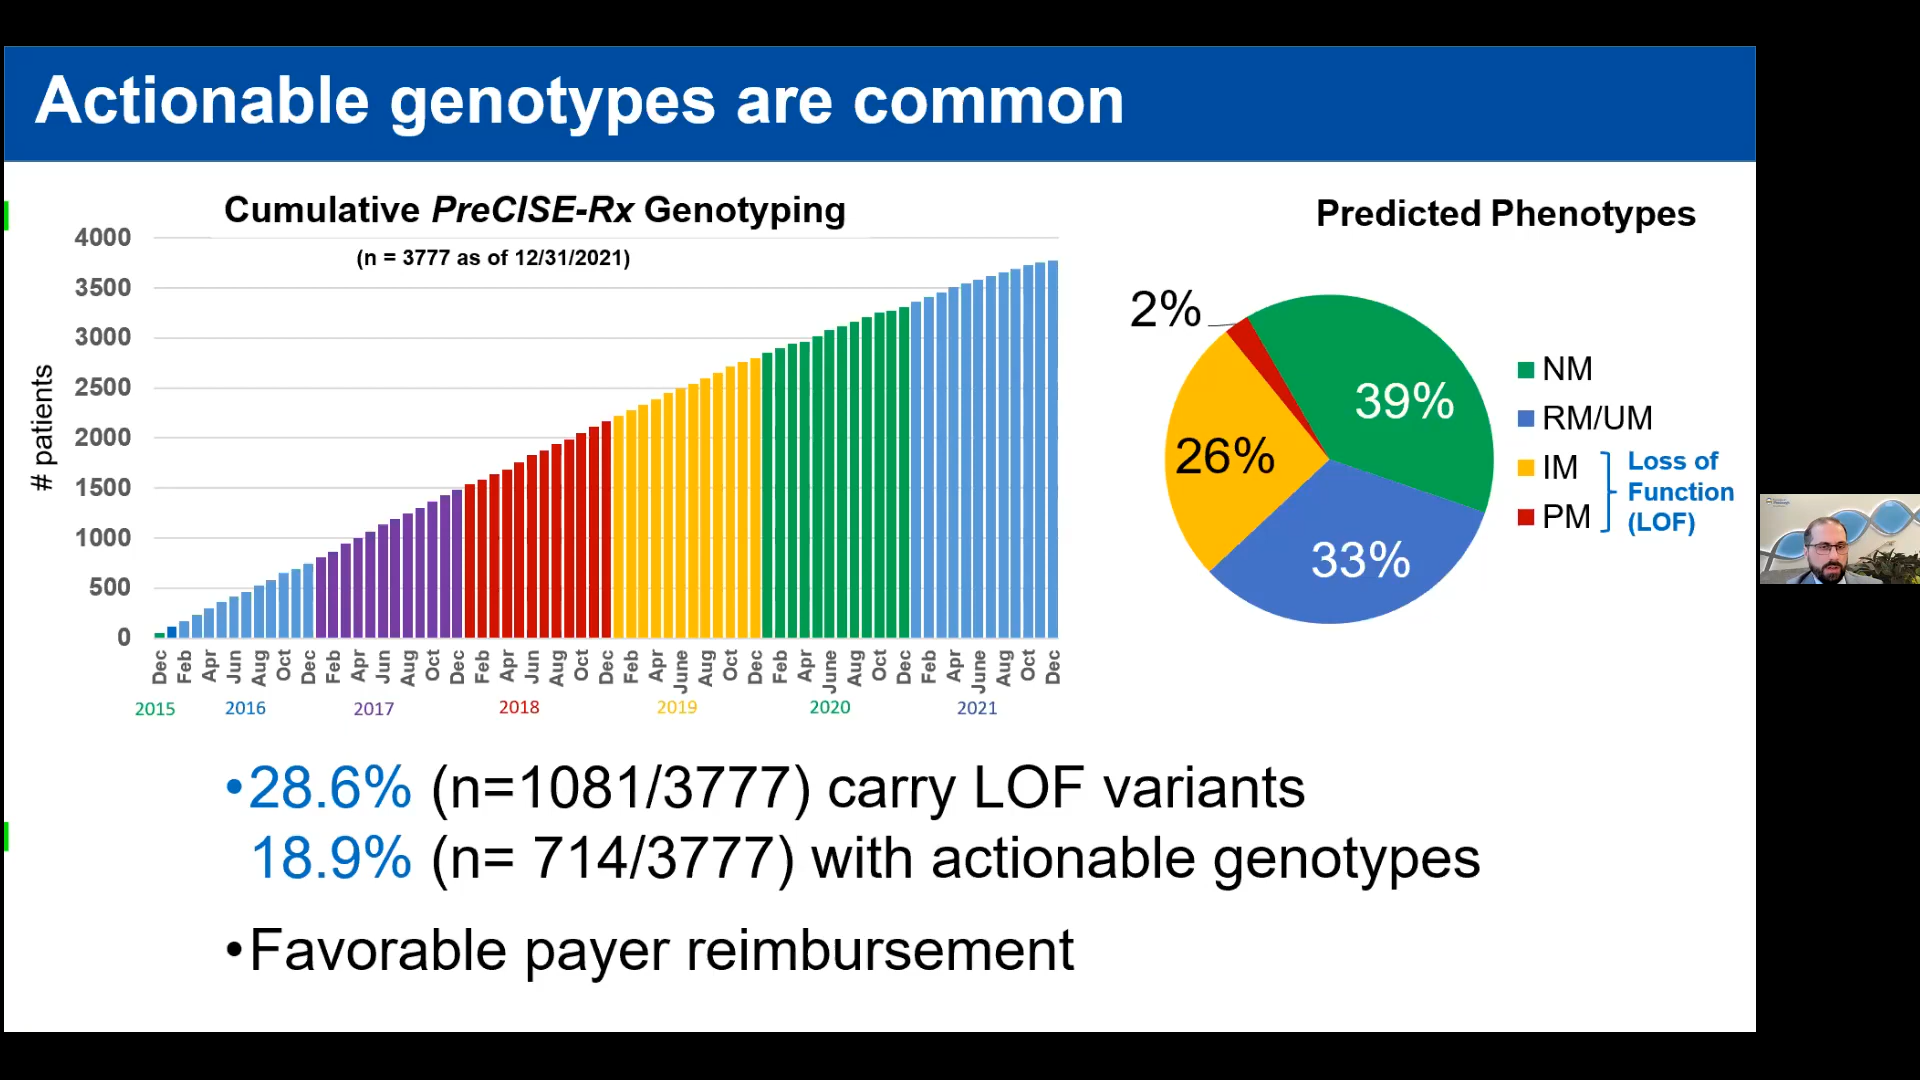 Actionable genotypes are common
Cumulative PreCISE-Rx Genotyping
(n = 3777 as of 12/31/2021)
# patients
4000
3500
3000
2500
2000
1500
1000
500
0
Dec Feb Apr Jun Aug Oct Dec Feb Apr Jun Aug Oct Dec Feb Apr Jun Aug Oct Dec Feb Apr June Aug Oct Dec Feb Apr June Aug Oct Dec Feb Apr June Aug Oct Dec
2015 2016 2017 2018 2019 2020 2021
Predicted Phenotypes
2%
39%
26%
33%
NM
RM/UM
IM
PM
Loss of
Function
(LOF)
•28.6% (n=1081/3777) carry LOF variants
18.9% (n= 714/3777) with actionable genotypes
•Favorable payer reimbursement